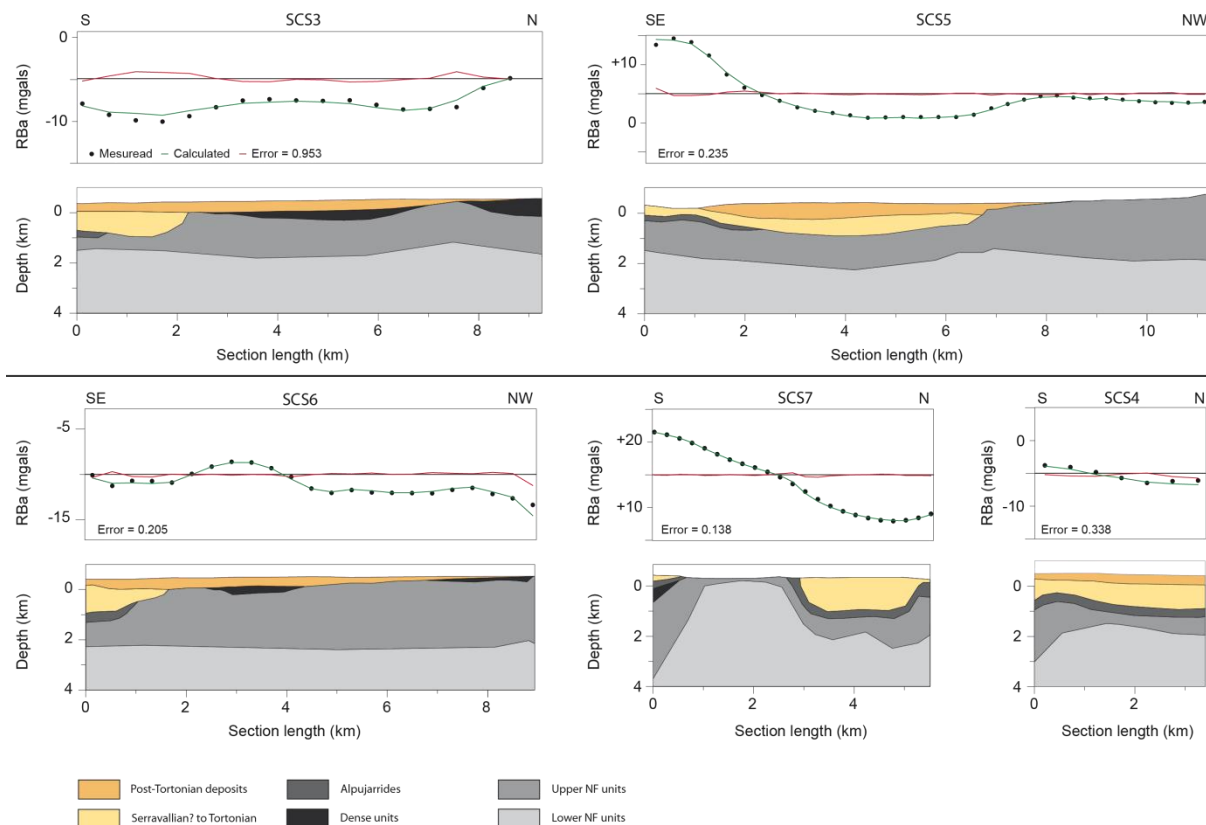 S SCS3 N
0
-10
RBa (mgals)
Mesuread Calculated Error = 0.953
0
2
4
Depth (km)
0 2 4 6 8
Section length (km)
SE SCS5 NW
+10
0
RBa (mgals)
Error = 0.235
0
2
4
Depth (km)
0 2 4 6 8 10
Section length (km)
SE SCS6 NW
-5
-15
RBa (mgals)
Error = 0.205
0
2
4
Depth (km)
0 2 4 6 8
Section length (km)
S SCS7 N
+20
+10
RBa (mgals)
Error = 0.138
0
2
4
Depth (km)
0 2 4
Section length (km)
S SCS4 N
0
-10
RBa (mgals)
Error = 0.338
0
2
4
0 2
Section length (km)
Post-Tortonian deposits Alpujarrides Upper NF units
Serravallian? to Tortonian Dense units Lower NF units